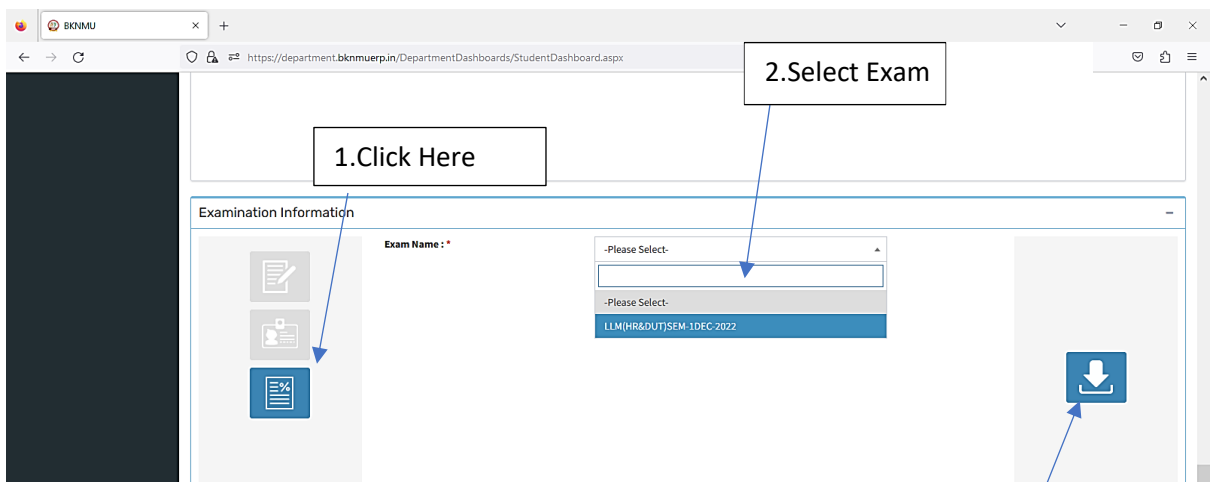 BKNMU
https://department.bknmuerp.in/DepartmentDashboards/StudentDashboard.aspx
2.Select Exam
1.Click Here
Examination Information
Exam Name : *
-Please Select-
-Please Select-
LLM(HR&DUT)SEM-1DEC-2022